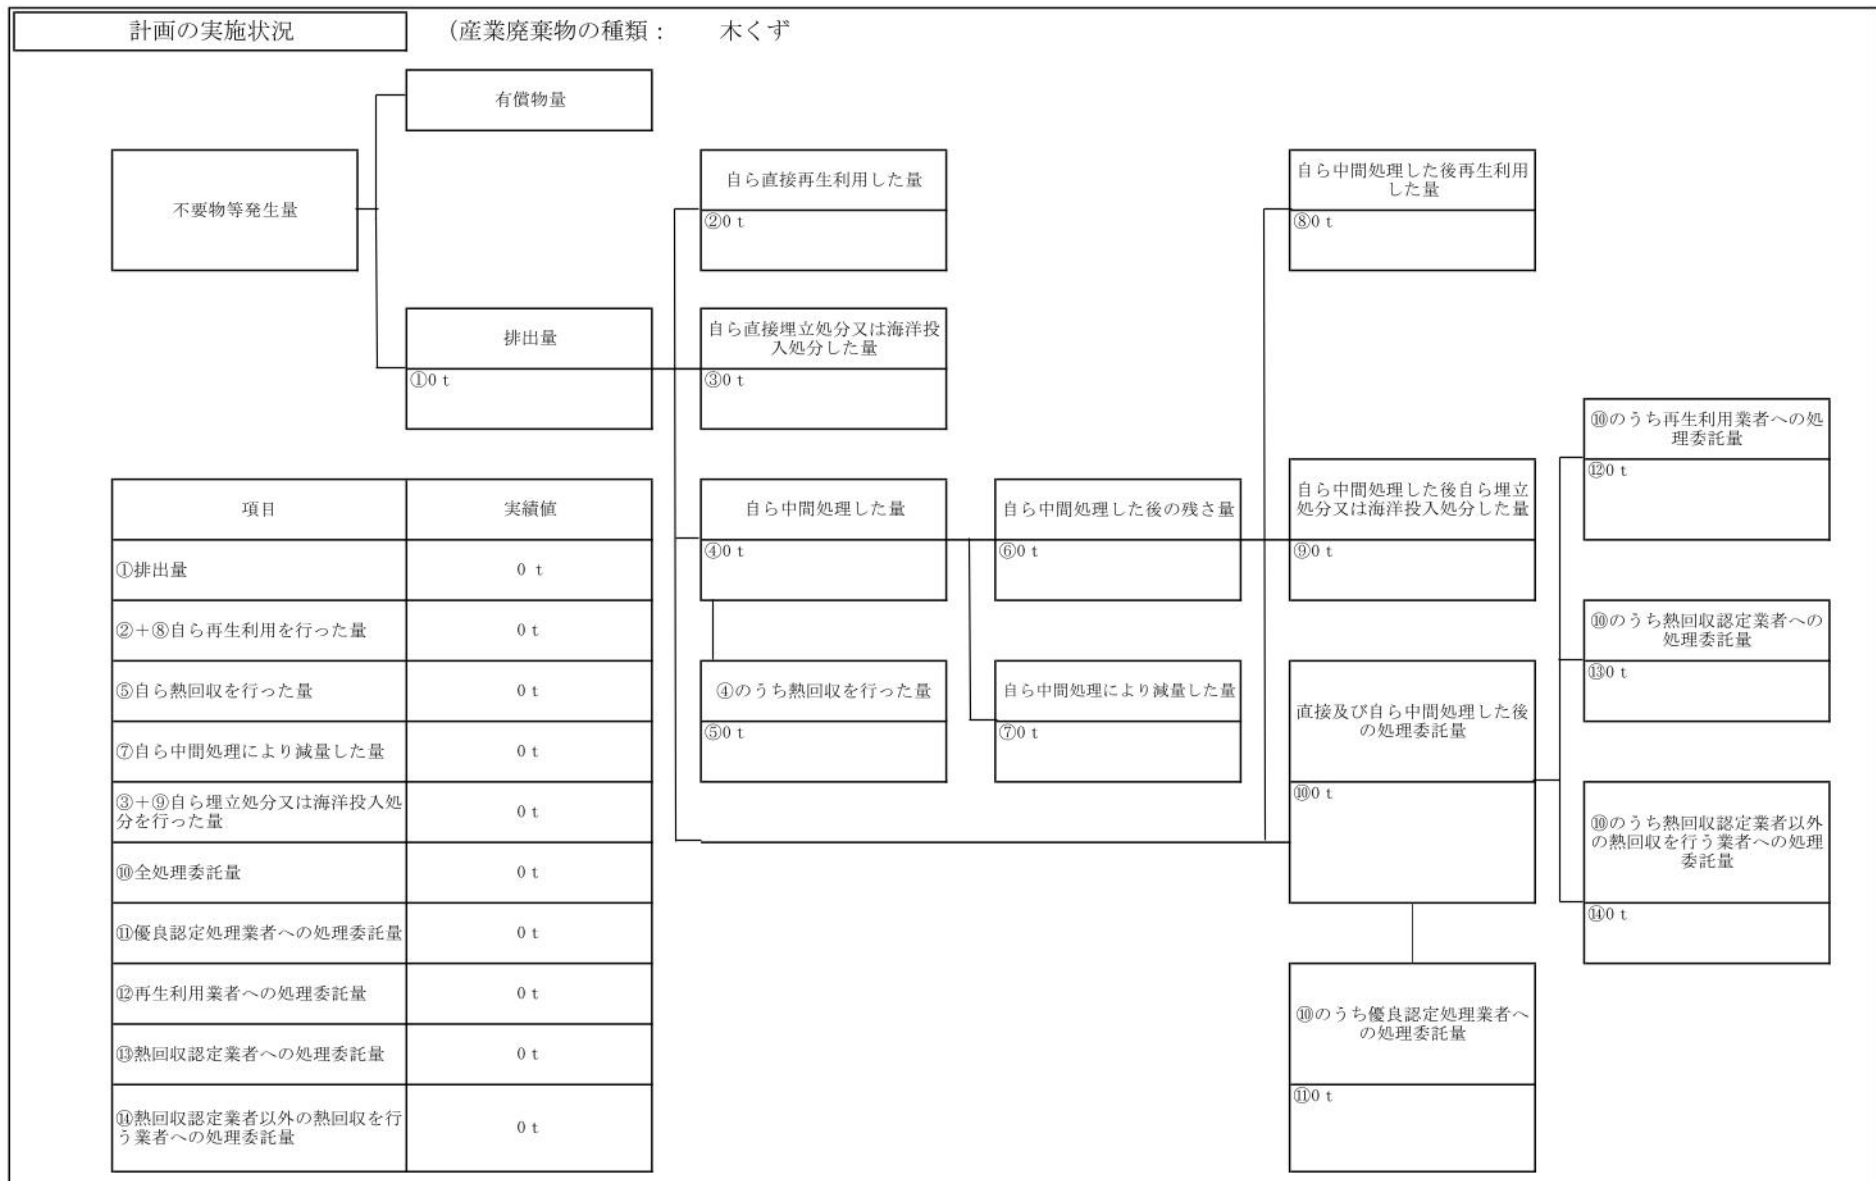 計画の実施状況
（産業廃棄物の種類： 木くず
有償物量
不要物等発生量
自ら直接再生利用した量
②0 t
自ら中間処理した後再生利用
した量
⑧0 t
排出量
①0 t
自ら直接埋立処分又は海洋投
入処分した量
③0 t
⑩のうち再生利用業者への処
理委託量
⑫0 t
自ら中間処理した量
④0 t
自ら中間処理した後の残さ量
⑥0 t
自ら中間処理した後自ら埋立
処分又は海洋投入処分した量
⑨0 t
⑩のうち熱回収認定業者への
処理委託量
⑬0 t
④のうち熱回収を行った量
⑤0 t
自ら中間処理により減量した量
⑦0 t
直接及び自ら中間処理した後
の処理委託量
⑩0 t
⑩のうち熱回収認定業者以外
の熱回収を行う業者への処理
委託量
⑭0 t
⑩のうち優良認定処理業者へ
の処理委託量
⑪0 t
項目 実績値
①排出量 0 t
②＋⑧自ら再生利用を行った量 0 t
⑤自ら熱回収を行った量 0 t
⑦自ら中間処理により減量した量 0 t
③＋⑨自ら埋立処分又は海洋投入処
分を行った量 0 t
⑩全処理委託量 0 t
⑪優良認定処理業者への処理委託量 0 t
⑫再生利用業者への処理委託量 0 t
⑬熱回収認定業者への処理委託量 0 t
⑭熱回収認定業者以外の熱回収を行
う業者への処理委託量 0 t